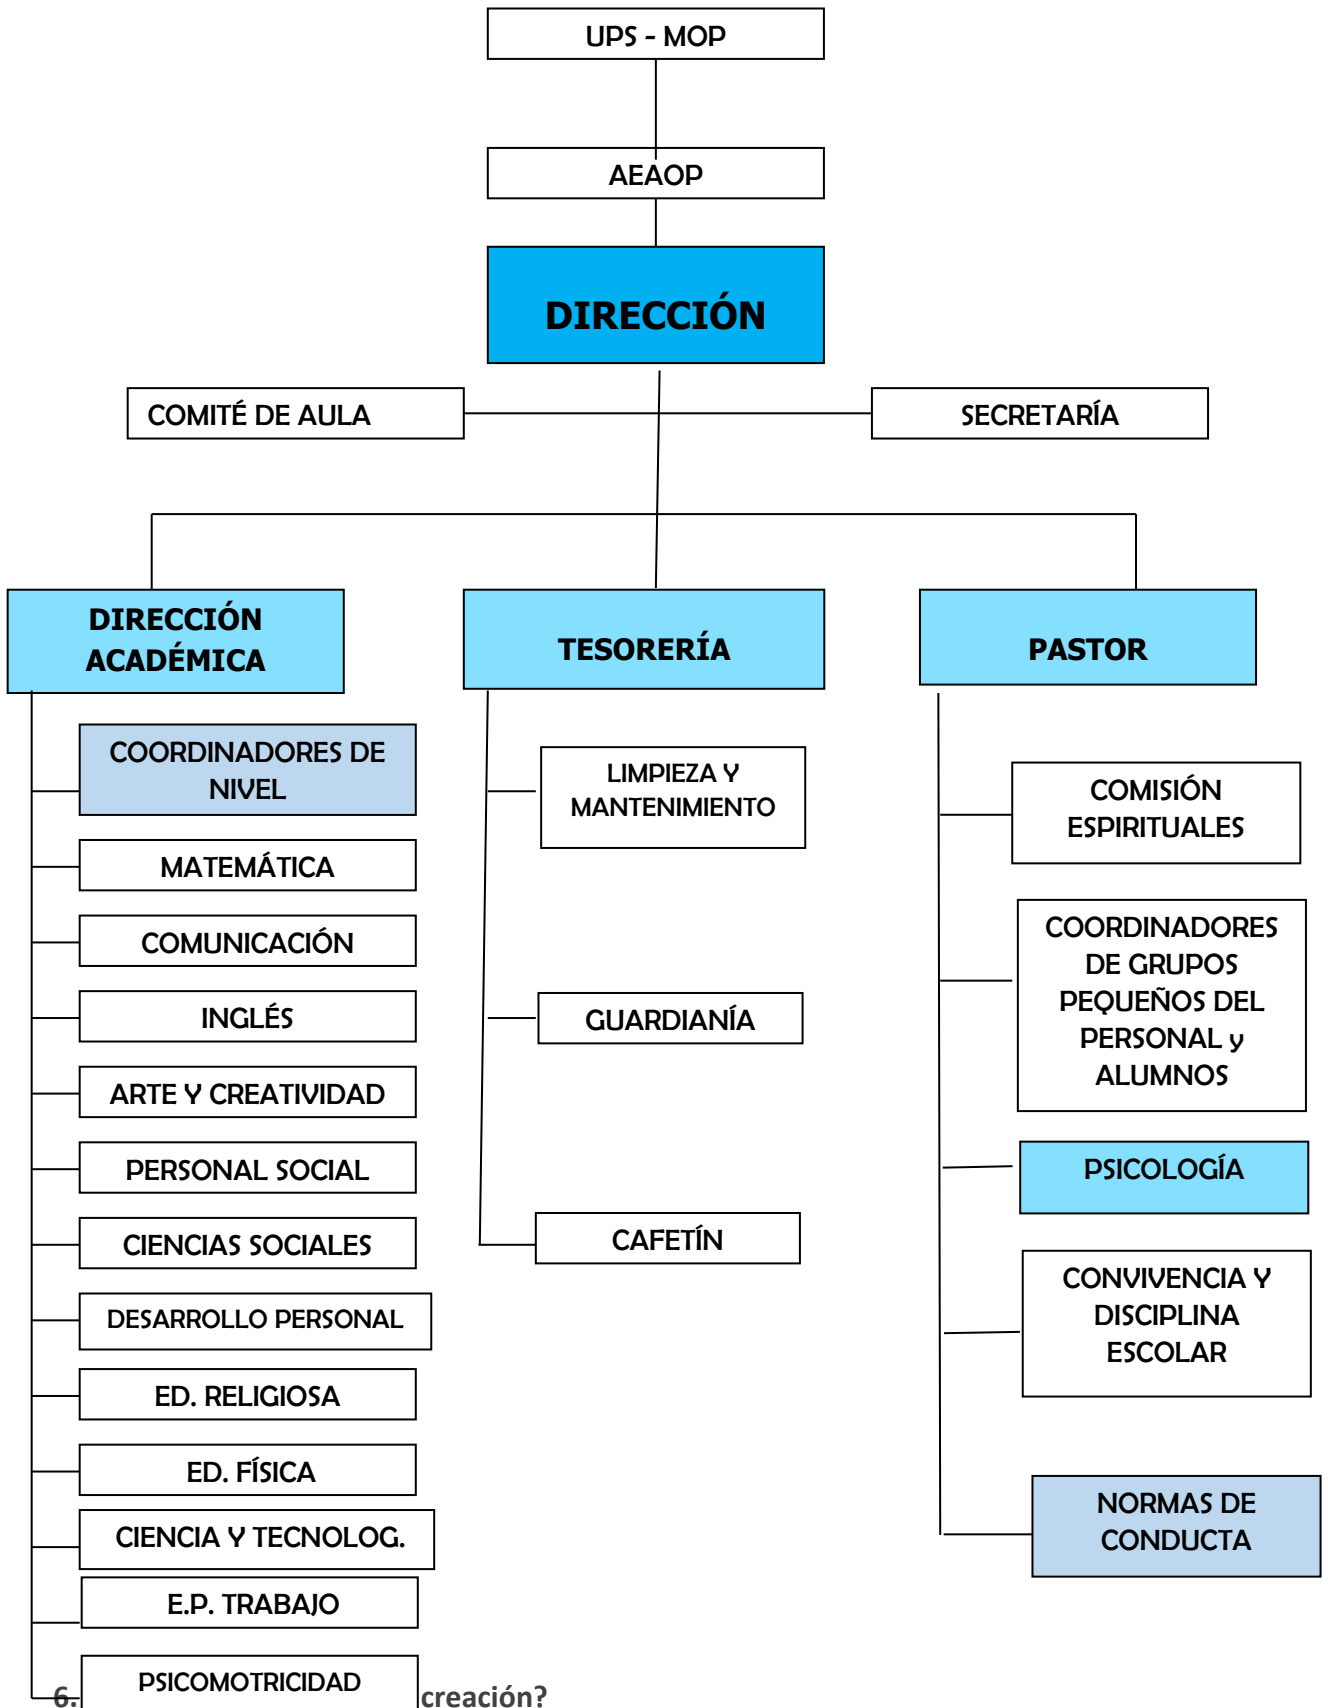 UPS - MOP
AEAOP
DIRECCIÓN
COMITÉ DE AULA
SECRETARÍA
DIRECCIÓN
ACADÉMICA
TESORERÍA
PASTOR
COORDINADORES DE
NIVEL
MATEMÁTICA
COMUNICACIÓN
INGLÉS
ARTE Y CREATIVIDAD
PERSONAL SOCIAL
CIENCIAS SOCIALES
DESARROLLO PERSONAL
ED. RELIGIOSA
ED. FÍSICA
CIENCIA Y TECNOLOG.
E.P. TRABAJO
PSICOMOTRICIDAD
LIMPIEZA Y
MANTENIMIENTO
GUARDIANÍA
CAFETÍN
COMISIÓN
ESPIRITUALES
COORDINADORES
DE GRUPOS
PEQUEÑOS DEL
PERSONAL y
ALUMNOS
PSICOLOGÍA
CONVIVENCIA Y
DISCIPLINA
ESCOLAR
NORMAS DE
CONDUCTA
6. creación?